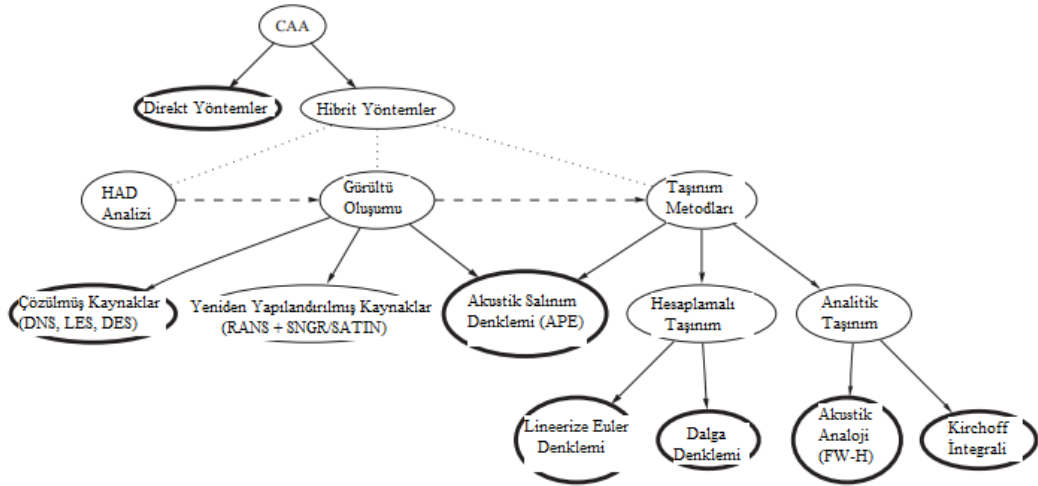 CAA
Direkt Yöntemler
Hibrit Yöntemler
HAD
Analizi
Gürültü
Oluşumu
Taşınım
Metodları
Çözülmüş Kaynaklar
(DNS, LES, DES)
Yeniden Yapılandırılmış Kaynaklar
(RANS + SNGR/SATIN)
Akustik Salınım
Denklemi (APE)
Hesaplamalı
Taşınım
Analitik
Taşınım
Lineerize Euler
Denklemi
Dalga
Denklemi
Akustik
Analoji
(FW-H)
Kirchoff
İntegrali